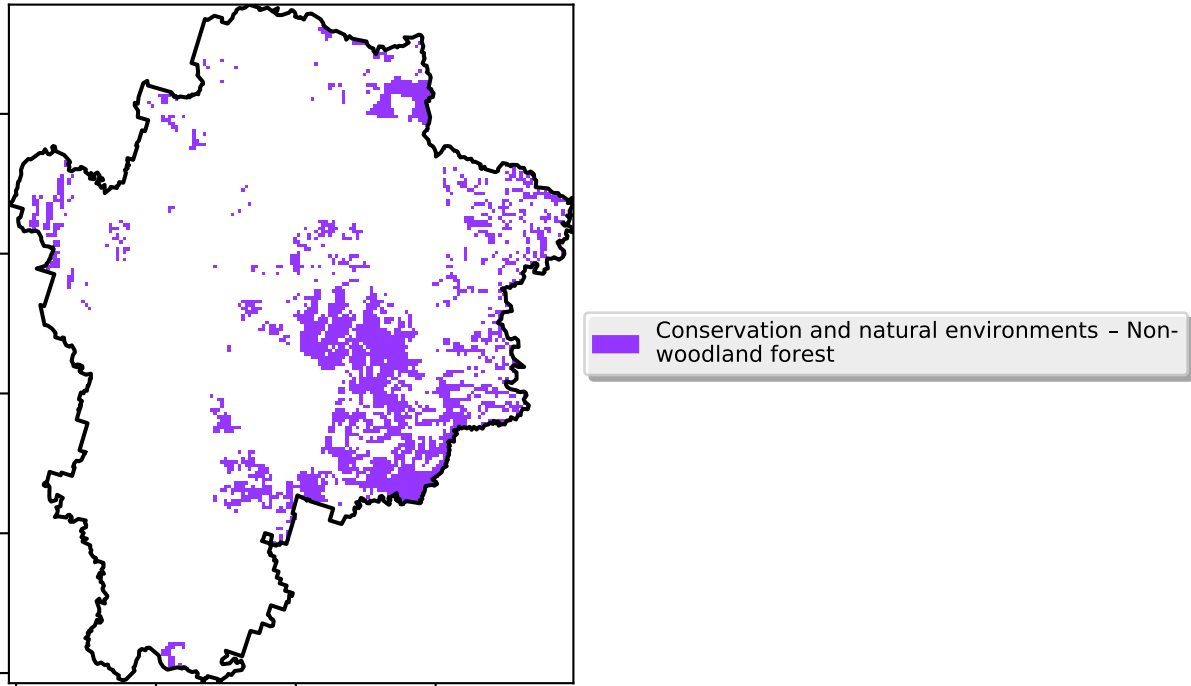 Conservation and natural environments – Non-
woodland forest